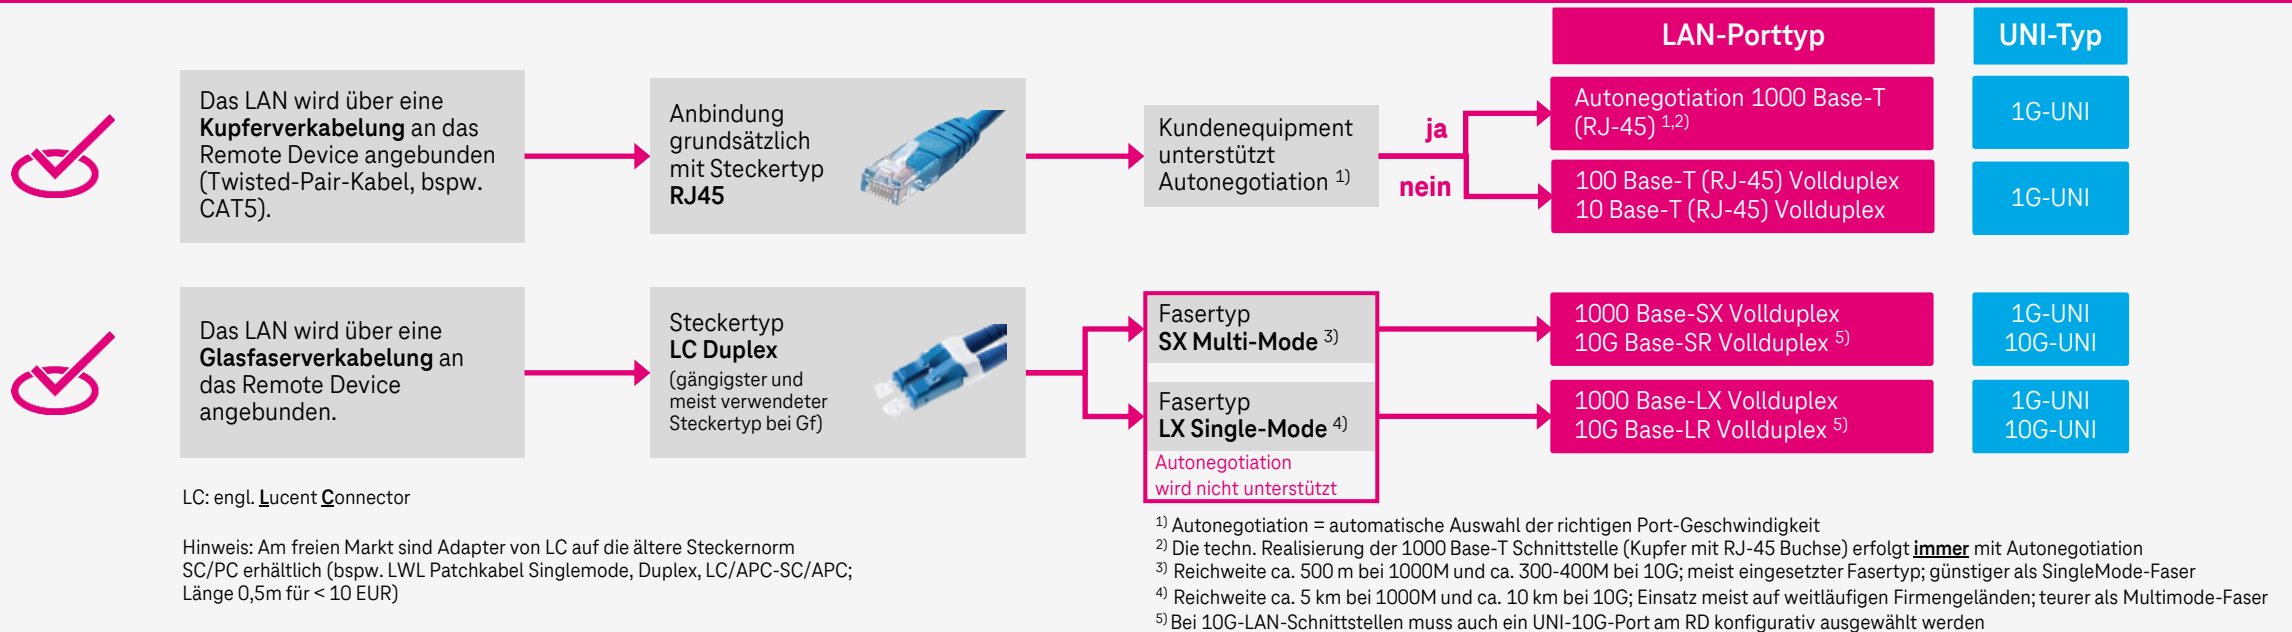 LAN-Porttyp
UNI-Typ
Das LAN wird über eine
Kupferverkabelung an das
Remote Device angebunden
(Twisted-Pair-Kabel, bspw.
CAT5).
Anbindung
grundsätzlich
mit Steckertyp
RJ45
Kundenequipment
unterstützt
Autonegotiation 1)
ja
nein
Autonegotiation 1000 Base-T
(RJ-45) 1,2)
1G-UNI
100 Base-T (RJ-45) Vollduplex
10 Base-T (RJ-45) Vollduplex
1G-UNI
Das LAN wird über eine
Glasfaserverkabelung an
das Remote Device
angebunden.
Steckertyp
LC Duplex
(gängigster und
meist verwendeter
Steckertyp bei Gf)
Fasertyp
SX Multi-Mode 3)
Fasertyp
LX Single-Mode 4)
Autonegotiation
wird nicht unterstützt
1000 Base-SX Vollduplex
10G Base-SR Vollduplex 5)
1G-UNI
10G-UNI
1000 Base-LX Vollduplex
10G Base-LR Vollduplex 5)
1G-UNI
10G-UNI
LC: engl. Lucent Connector
Hinweis: Am freien Markt sind Adapter von LC auf die ältere Steckernorm
SC/PC erhältlich (bspw. LWL Patchkabel Singlemode, Duplex, LC/APC-SC/APC;
Länge 0,5m für < 10 EUR)
1) Autonegotiation = automatische Auswahl der richtigen Port-Geschwindigkeit
2) Die techn. Realisierung der 1000 Base-T Schnittstelle (Kupfer mit RJ-45 Buchse) erfolgt immer mit Autonegotiation
3) Reichweite ca. 500 m bei 1000M und ca. 300-400M bei 10G; meist eingesetzter Fasertyp; günstiger als SingleMode-Faser
4) Reichweite ca. 5 km bei 1000M und ca. 10 km bei 10G; Einsatz meist auf weitläufigen Firmengeländen; teurer als Multimode-Faser
5) Bei 10G-LAN-Schnittstellen muss auch ein UNI-10G-Port am RD konfigurativ ausgewählt werden